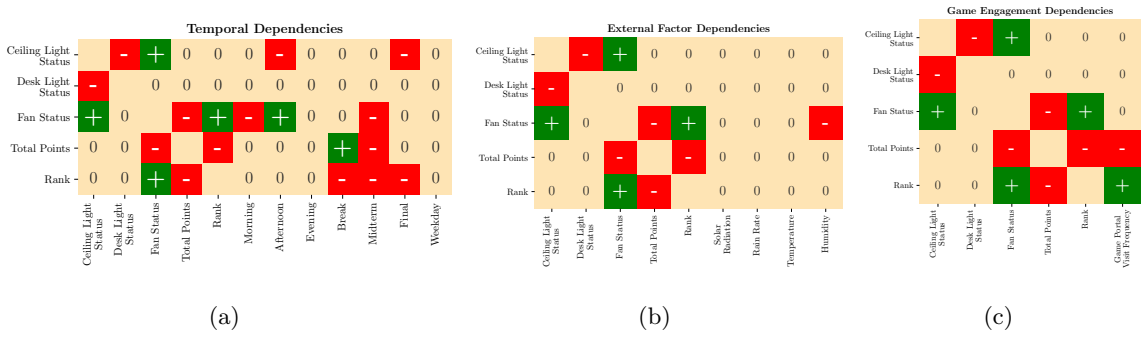 Temporal Dependencies
Ceiling Light
Status
- + 0 0 0 - 0 0 0 - 0
Desk Light
Status
- 0 0 0 0 0 0 0 0 0 0
Fan Status + 0 - + - + 0 0 - 0 0
Total Points 0 0 - - 0 0 0 + - 0 0
Rank 0 0 + - 0 0 0 - - - 0
Ceiling Light
Status
Desk Light
Status
Fan Status
Total Points
Rank
Morning
Afternoon
Evening
Break
Midterm
Final
Weekday
(a)
External Factor Dependencies
Ceiling Light
Status
- + 0 0 0 0 0 0
Desk Light
Status
- 0 0 0 0 0 0 0
Fan Status + 0 - + 0 0 0 -
Total Points 0 0 - - 0 0 0 0
Rank 0 0 + - 0 0 0 0
Ceiling Light
Status
Desk Light
Status
Fan Status
Total Points
Rank
Solar
Radiation
Rain Rate
Temperature
Humidity
(b)
Game Engagement Dependencies
Ceiling Light
Status
- + 0 0 0
Desk Light
Status
- 0 0 0 0
Fan Status + 0 - + 0
Total Points 0 0 - - -
Rank 0 0 + - +
Ceiling Light
Status
Desk Light
Status
Fan Status
Total Points
Rank
Game Portal
Visit Frequency
(c)